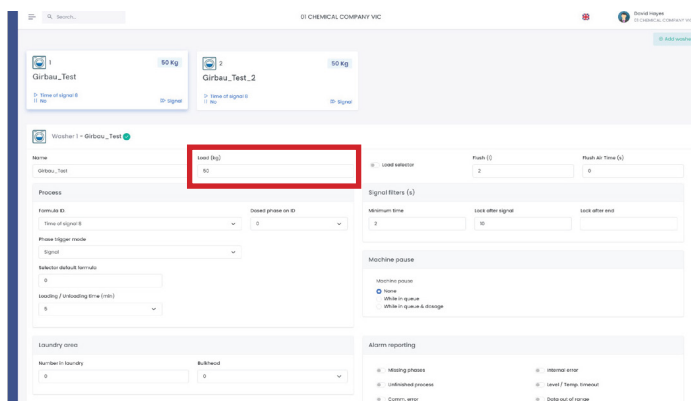 Search...
01 CHEMICAL COMPANY VIC
David Hayes
01 CHEMICAL COMPANY VIC
Add washer
1
50 Kg
Girbau_Test
Time of signal B
No
Signal
2
50 Kg
Girbau_Test_2
Time of signal B
No
Signal
Washer 1 - Girbau_Test
Name
Load (kg)
Load selector
Flush (l)
Flush Air Time (s)
Girbau_Test
50
2
0
Process
Signal filters (s)
Formula ID.
Dosed phase on ID
Minimum time
Lock after signal
Lock after end
Time of signal B
0
2
10
Phase trigger mode
Signal
Machine pause
Selector default formula
0
Machine pause
None
While in queue
While in queue & dosage
Loading / Unloading time (min)
5
Laundry area
Alarm reporting
Number in laundry
Bulkhead
0
0
Missing phases
Internal error
Unfinished process
Level / Temp. timeout
Comm. error
Data out of range